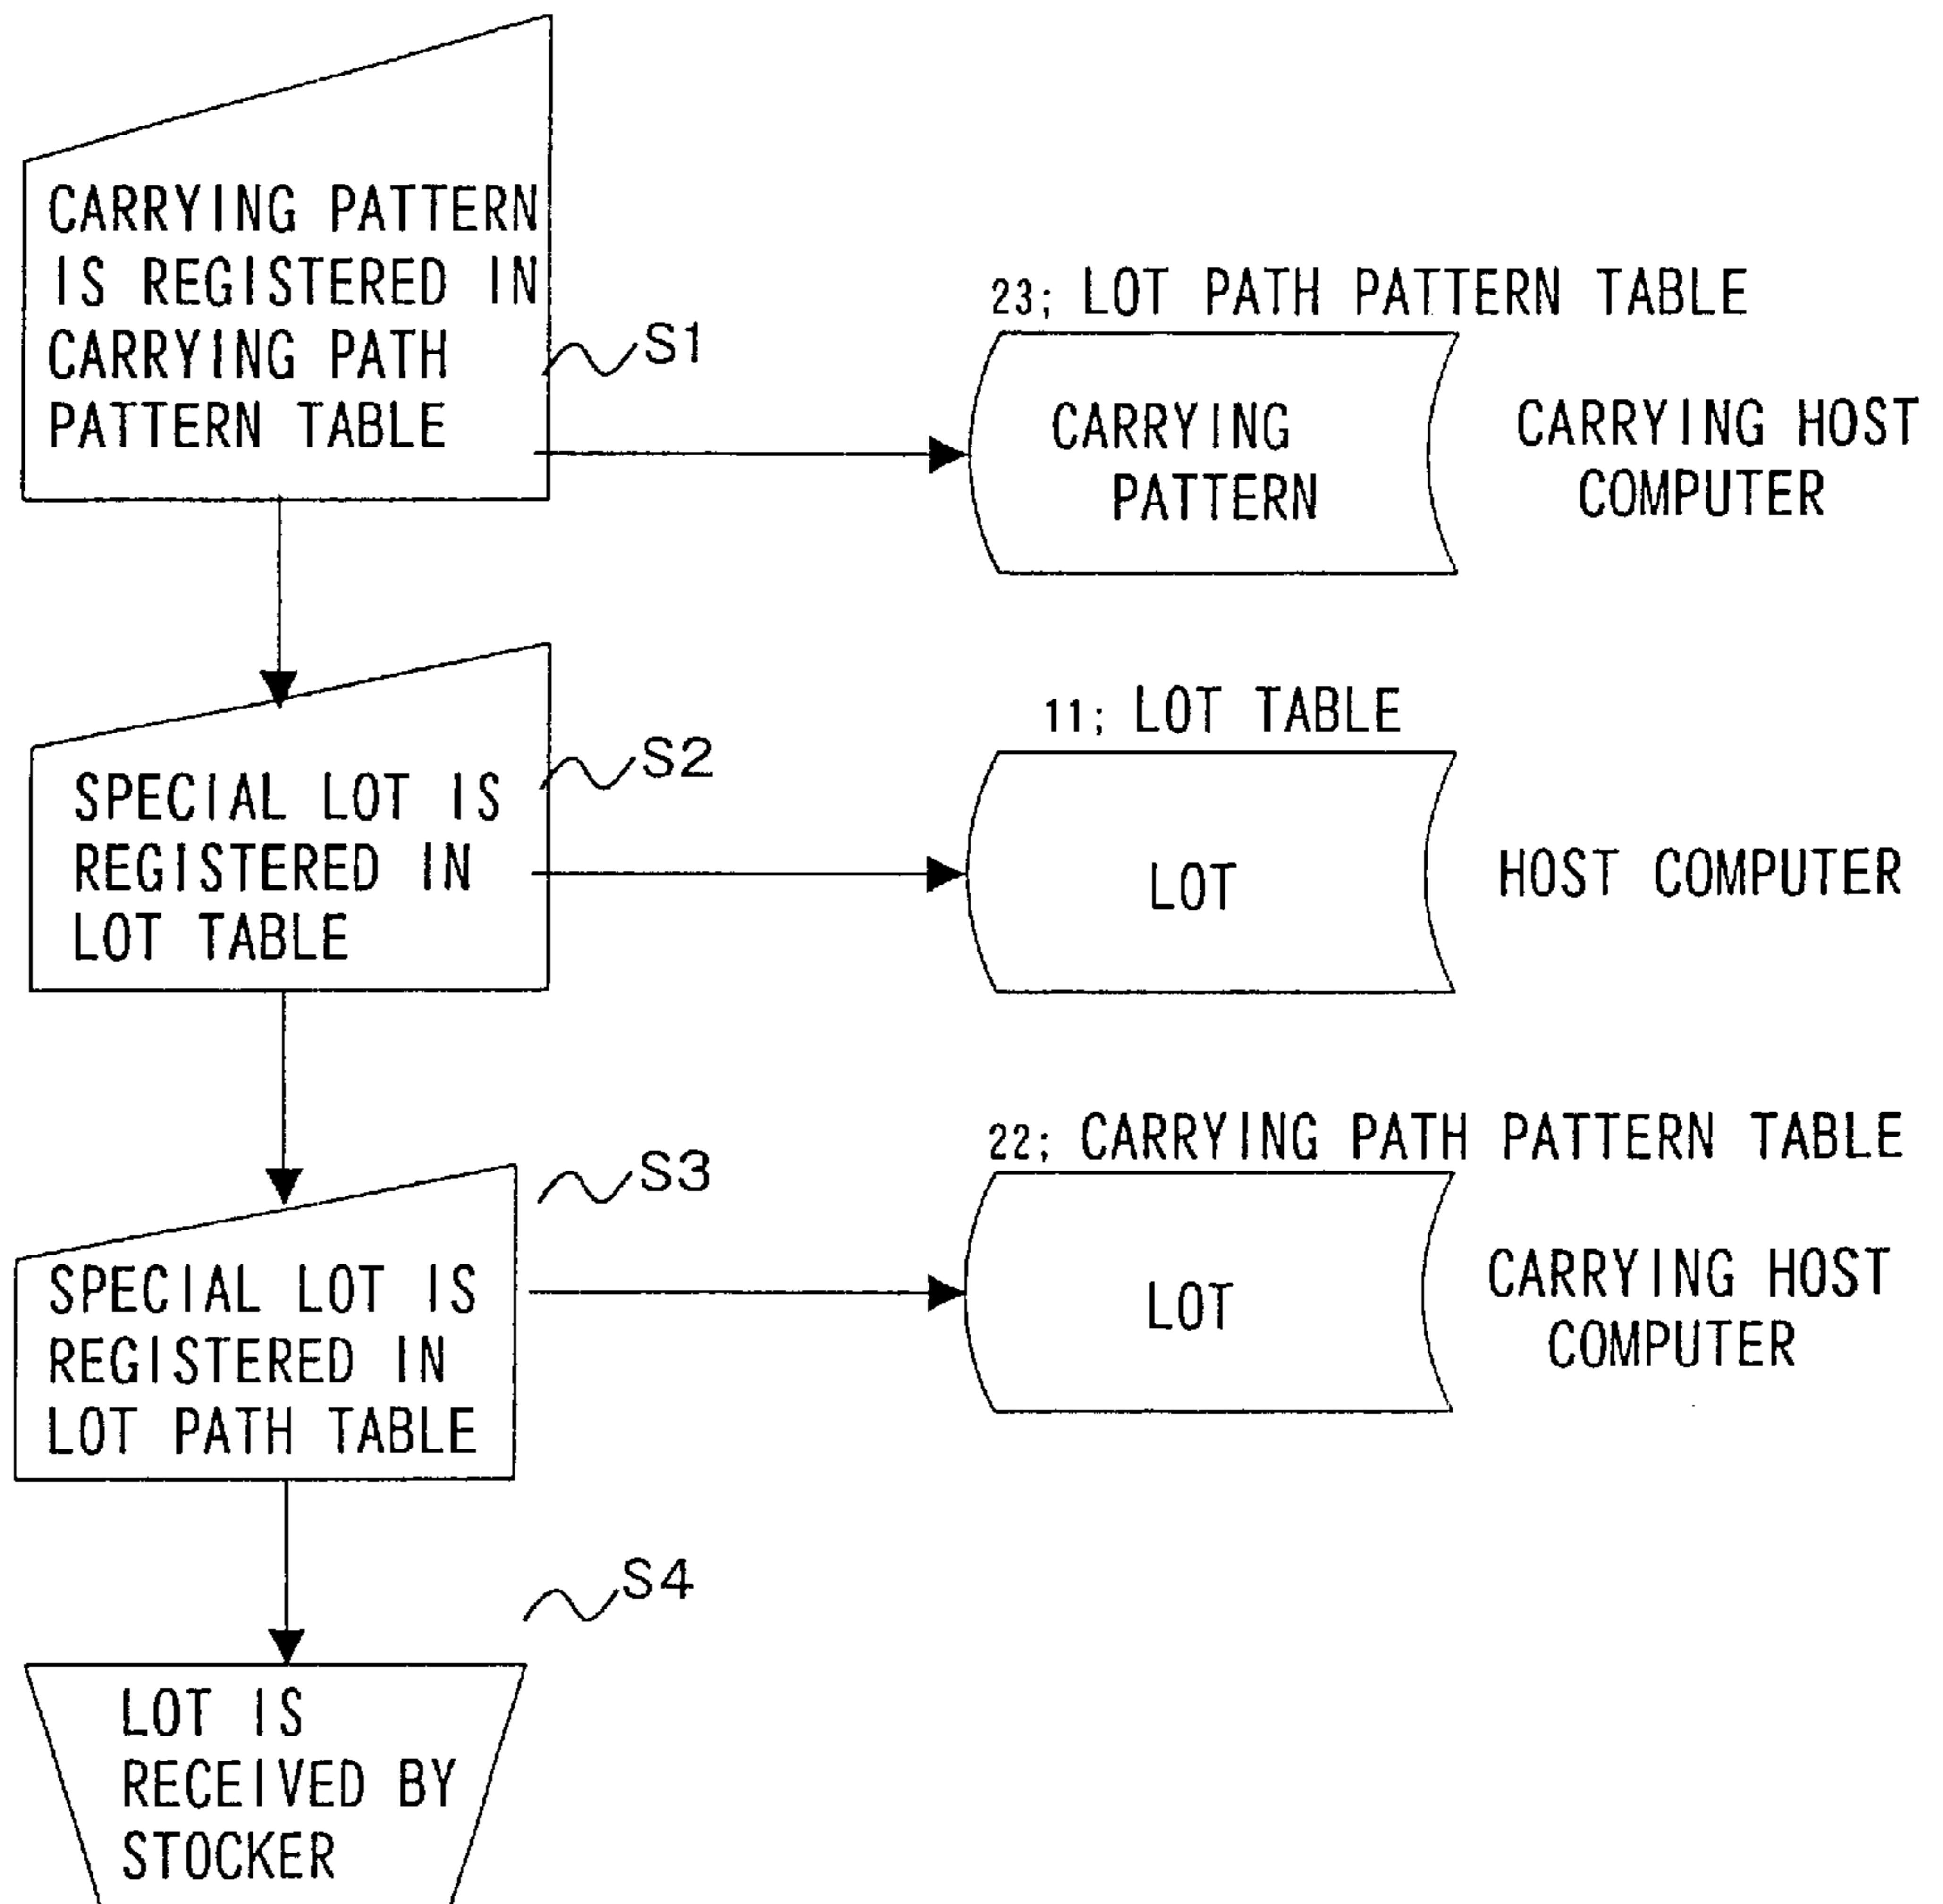 CARRYING PATTERN
IS REGISTERED IN
CARRYING PATH
PATTERN TABLE
S1
23; LOT PATH PATTERN TABLE
CARRYING
PATTERN
CARRYING HOST
COMPUTER
SPECIAL LOT IS
REGISTERED IN
LOT TABLE
S2
11; LOT TABLE
LOT
HOST COMPUTER
SPECIAL LOT IS
REGISTERED IN
LOT PATH TABLE
S3
22; CARRYING PATH PATTERN TABLE
LOT
CARRYING HOST
COMPUTER
S4
LOT IS
RECEIVED BY
STOCKER